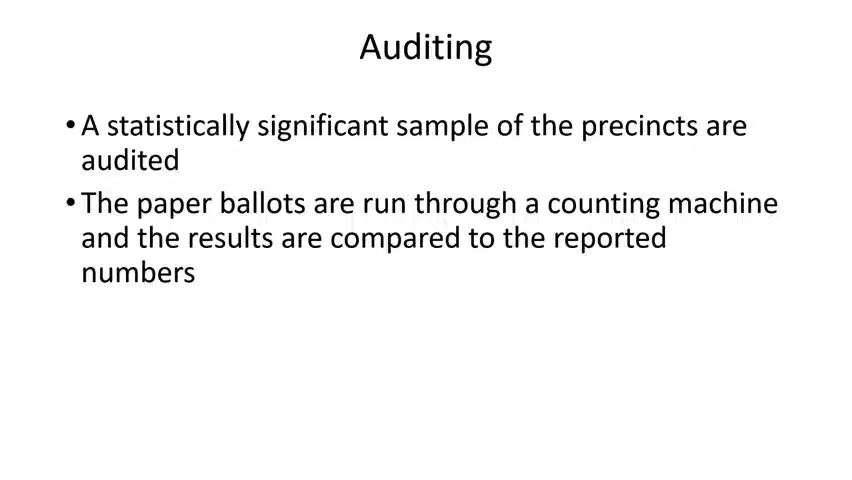 Auditing
• A statistically significant sample of the precincts are
audited
• The paper ballots are run through a counting machine
and the results are compared to the reported
numbers